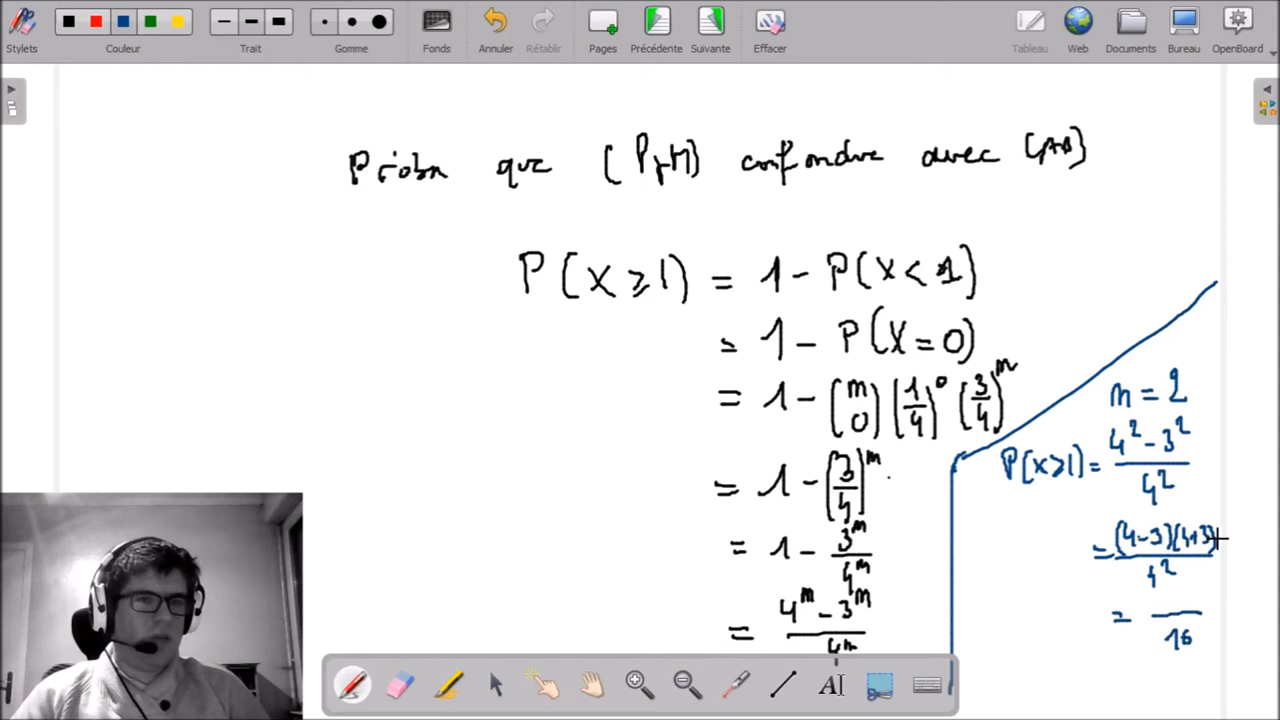 Stylets Couleur Trait Gomme Fonds Annuler Rétablir Pages Précédente Suivante Effacer Tableau Web Documents Bureau OpenBoard
Proba que confondue avec (AB)
P(X ≥ 1) = 1 - P(X < 1)
= 1 - P(X = 0)
= 1 - (m 0) (1/4)^0 (3/4)^m
= 1 - (3/4)^m
= 1 - 3^m/4^m
= (4^m - 3^m)/4^m
m = 2
P(X ≥ 1) = (4^2 - 3^2)/4^2
= (4-3)(4+3)/4^2
= /16
AI